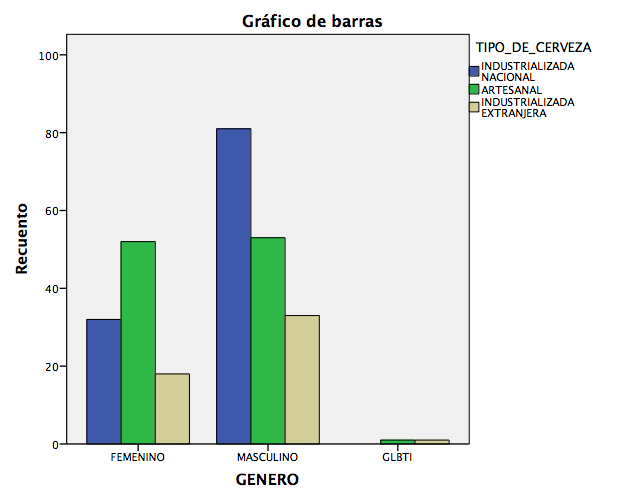 Gráfico de barras
TIPO_DE_CERVEZA
INDUSTRIALIZADA
NACIONAL
ARTESANAL
INDUSTRIALIZADA
EXTRANJERA
Recuento
100
80
60
40
20
0
FEMENINO
MASCULINO
GLBTI
GENERO